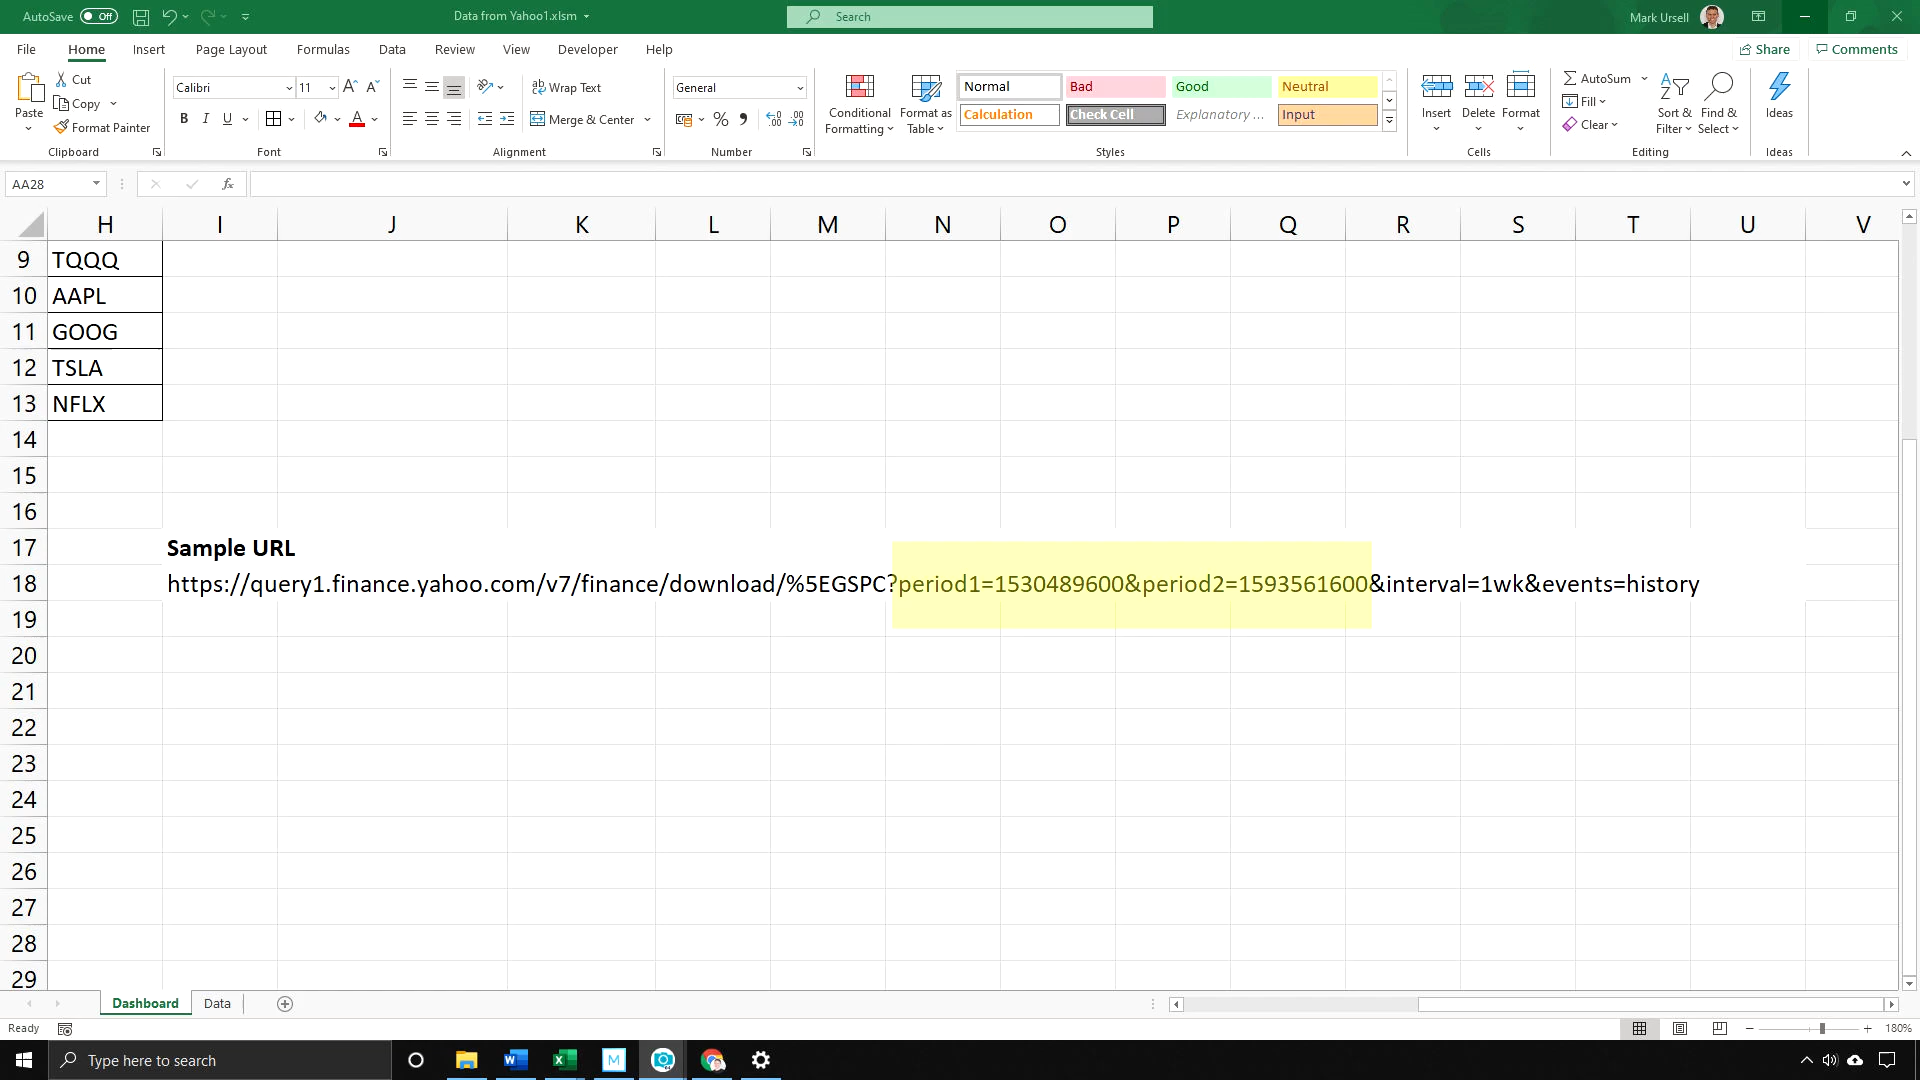 AutoSave Off Data from Yahoo1.xlsm Search Mark Ursell
File Home Insert Page Layout Formulas Data Review View Developer Help Share Comments
Paste Cut Copy Format Painter Clipboard
Calibri 11 B I U Font
Wrap Text Merge & Center Alignment
General % Number
Conditional Formatting Format as Table
Normal Bad Good Neutral
Calculation Check Cell Explanatory ... Input
Styles
Insert Delete Format Cells
AutoSum Fill Clear Sort & Filter Find & Select Editing
Ideas Ideas
AA28 fx
H I J K L M N O P Q R S T U V
9 TQQQ
10 AAPL
11 GOOG
12 TSLA
13 NFLX
14
15
16
17 Sample URL
18 https://query1.finance.yahoo.com/v7/finance/download/%5EGSPC?period1=1530489600&period2=1593561600&interval=1wk&events=history
19
20
21
22
23
24
25
26
27
28
29
Dashboard Data
Ready 180%
Type here to search